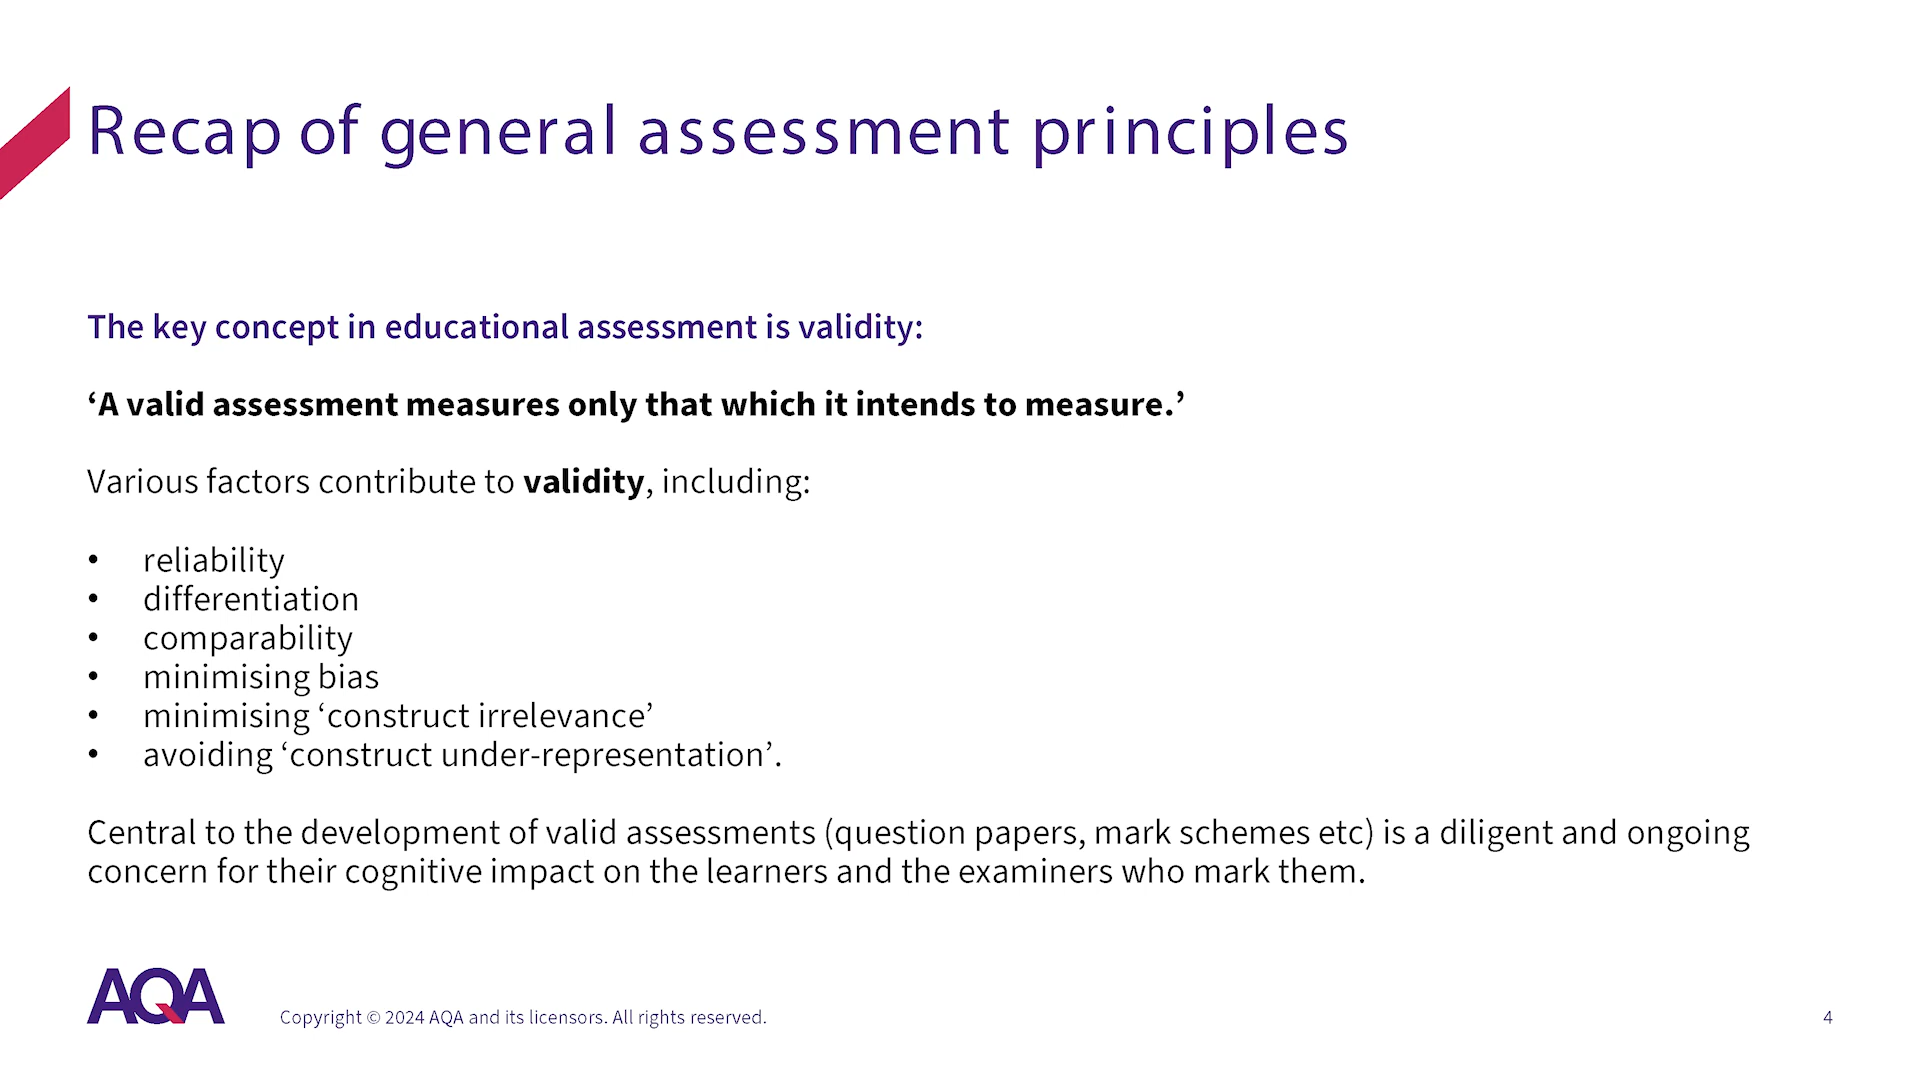 Recap of general assessment principles
The key concept in educational assessment is validity:
‘A valid assessment measures only that which it intends to measure.’
Various factors contribute to validity, including:
• reliability
• differentiation
• comparability
• minimising bias
• minimising ‘construct irrelevance’
• avoiding ‘construct under-representation’.
Central to the development of valid assessments (question papers, mark schemes etc) is a diligent and ongoing
concern for their cognitive impact on the learners and the examiners who mark them.
AQA
Copyright © 2024 AQA and its licensors. All rights reserved.
4